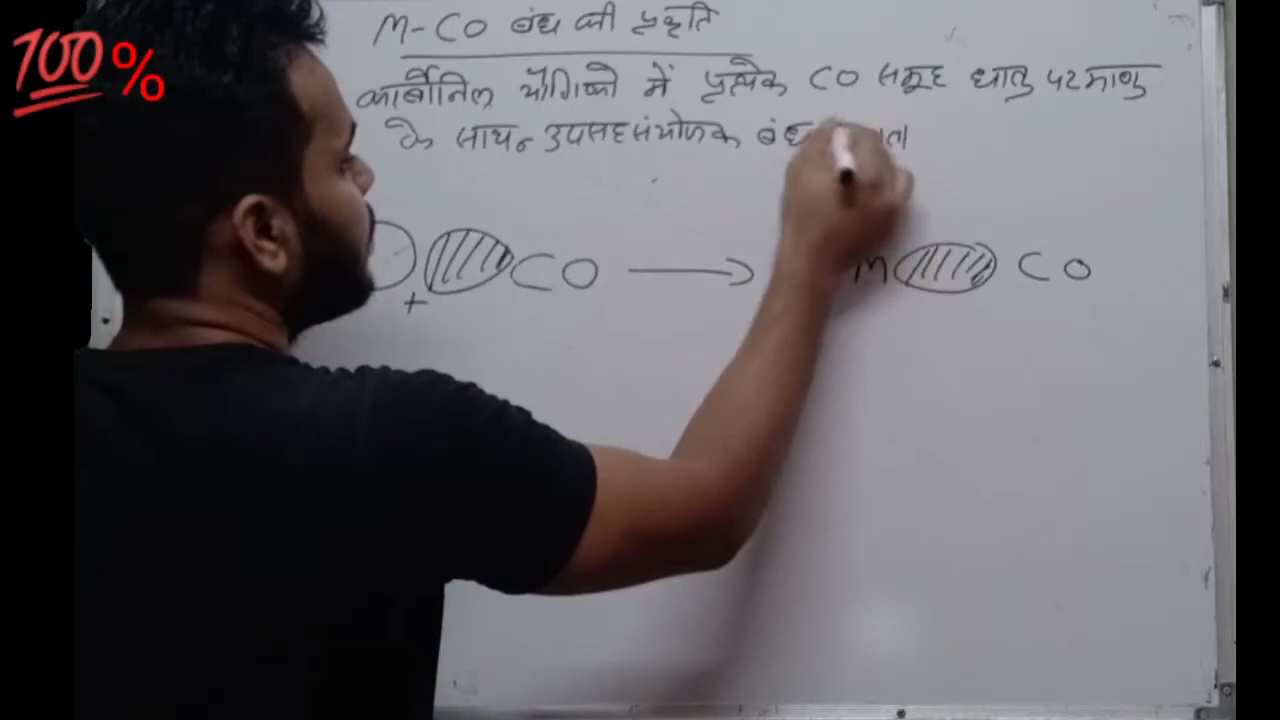 100%
M-CO बंध की प्रकृति
कार्बोनिल यौगिको में प्रत्येक CO समूह धातु परमाणु
के साथ उपसहसंयोजक बंध
+ CO → M CO